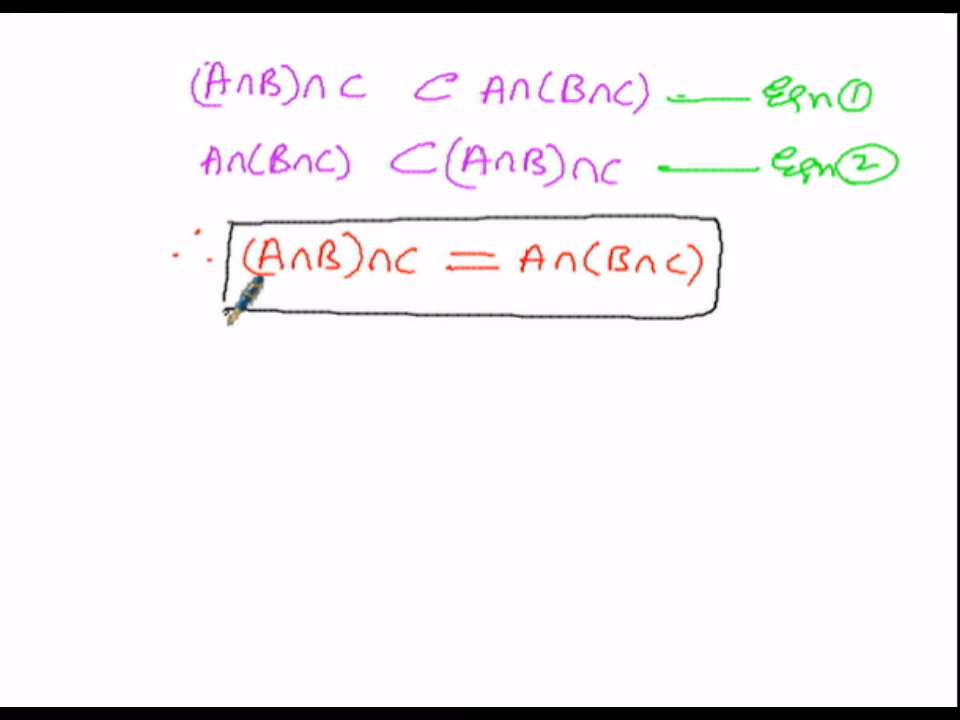 (A∩B)∩C ⊂ A∩(B∩C) — Eqn ①
A∩(B∩C) ⊂ (A∩B)∩C — Eqn ②
∴ (A∩B)∩C = A∩(B∩C)